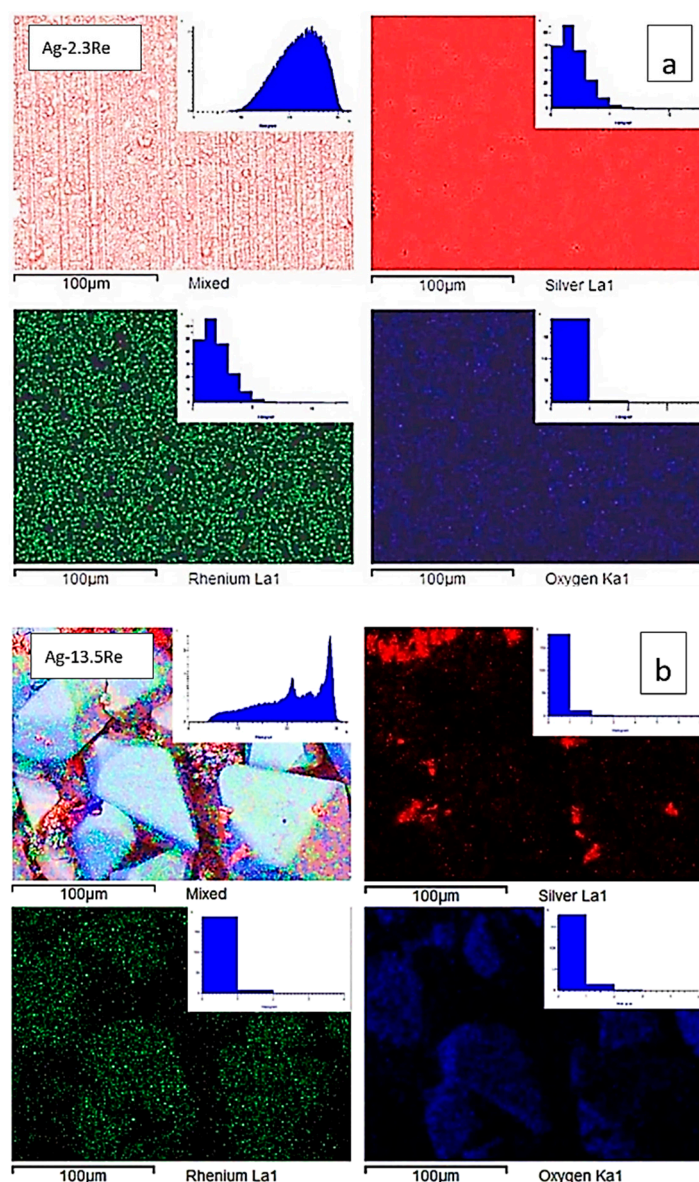 Ag-2.3Re
a
100µm Mixed
100µm Silver La1
100µm Rhenium La1
100µm Oxygen Ka1
Ag-13.5Re
b
100µm Mixed
100µm Silver La1
100µm Rhenium La1
100µm Oxygen Ka1